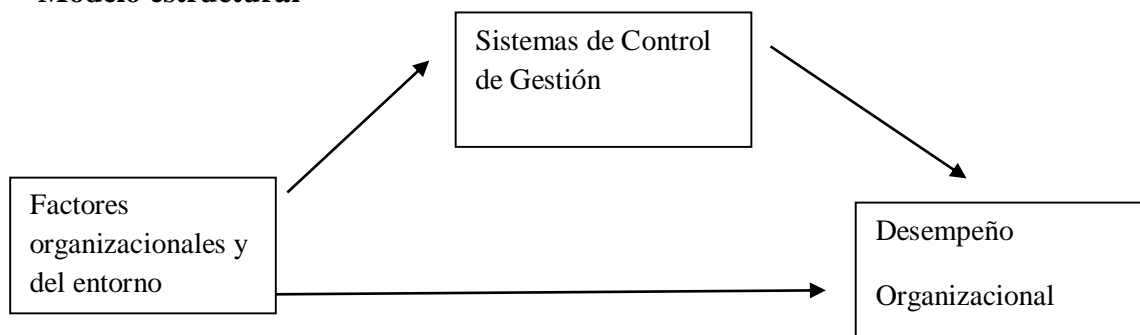 Modelo estructural
Sistemas de Control
de Gestión
Factores
organizacionales y
del entorno
Desempeño
Organizacional